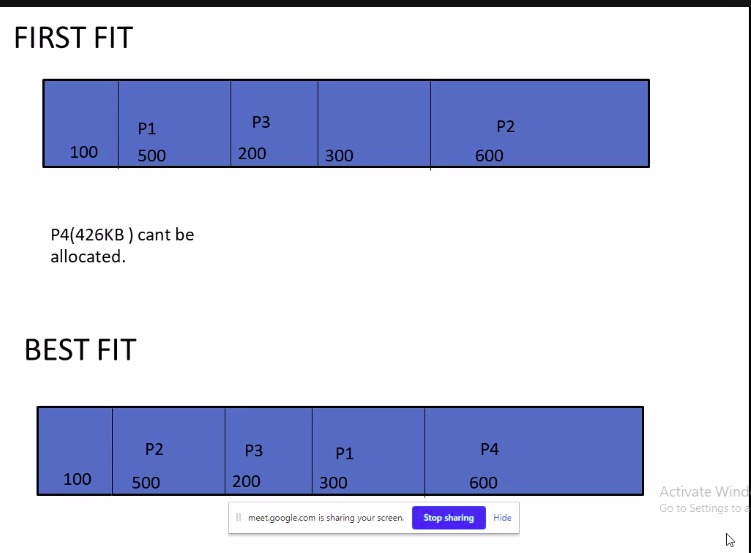 FIRST FIT
P1
P3
P2
100
500
200
300
600
P4(426KB ) cant be
allocated.
BEST FIT
P2
P3
P1
P4
100
500
200
300
600
Activate Wind
Go to Settings to a
meet.google.com is sharing your screen.
Stop sharing
Hide